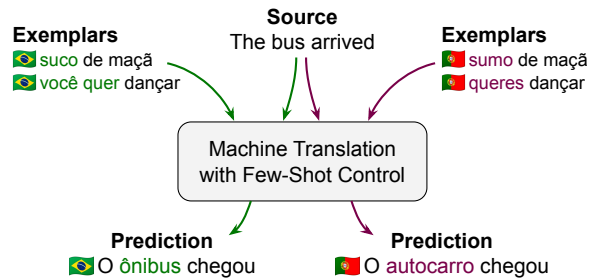 Source
The bus arrived
Exemplars
suco de maçã
você quer dançar
Exemplars
sumo de maçã
queres dançar
Machine Translation
with Few-Shot Control
Prediction
O ônibus chegou
Prediction
O autocarro chegou